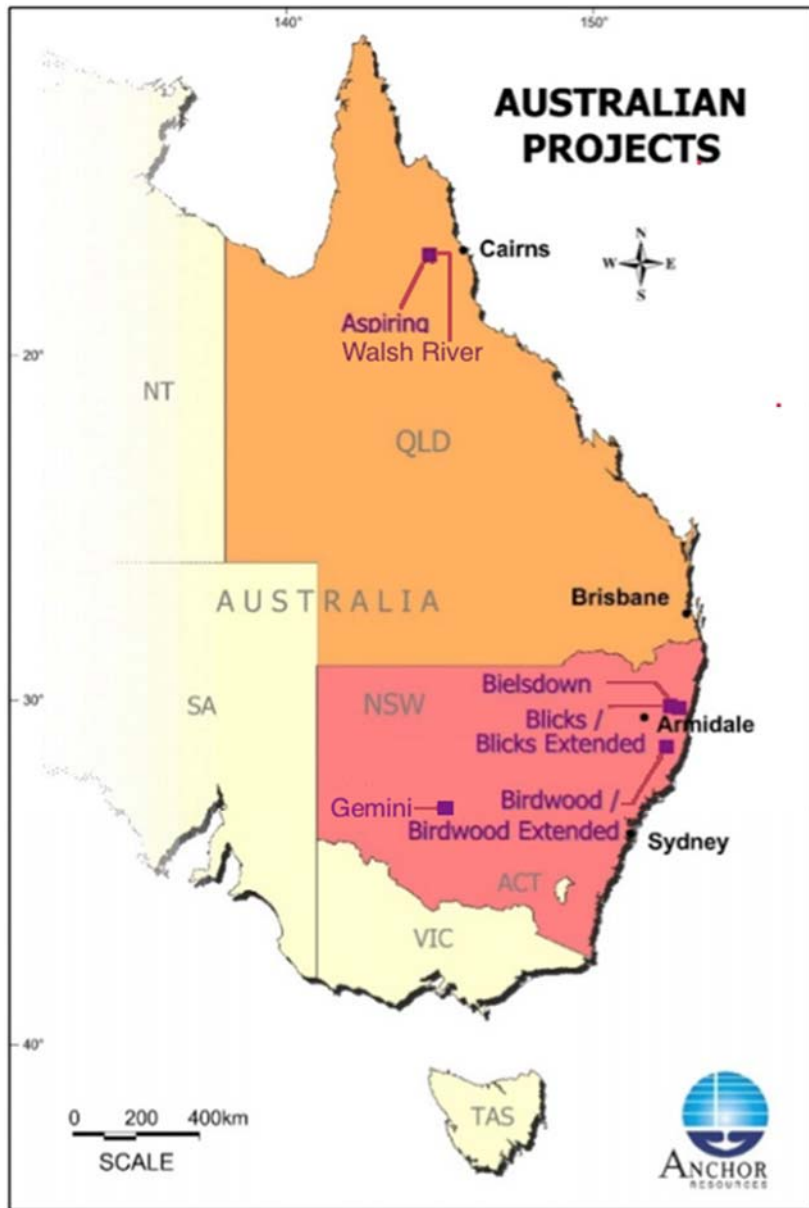 140°
150°
AUSTRALIAN
PROJECTS
N
W E
S
Cairns
Aspiring
Walsh River
20°
NT
QLD
AUSTRALIA
Brisbane
30°
SA
NSW
Bielsdown
Blicks /
Armidale
Blicks Extended
Gemini
Birdwood /
Birdwood Extended
Sydney
ACT
VIC
40°
0 200 400km
SCALE
TAS
ANCHOR
RESOURCES